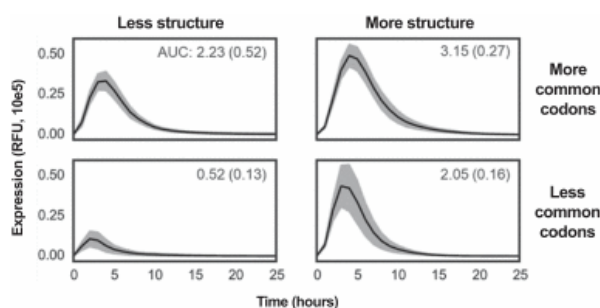 Less structure
More structure
Expression (RFU, 10e5)
0.50
0.25
0.00
AUC: 2.23 (0.52)
3.15 (0.27)
More
common
codons
0.50
0.25
0.00
0.52 (0.13)
2.05 (0.16)
Less
common
codons
0 5 10 15 20 25
0 5 10 15 20 25
Time (hours)